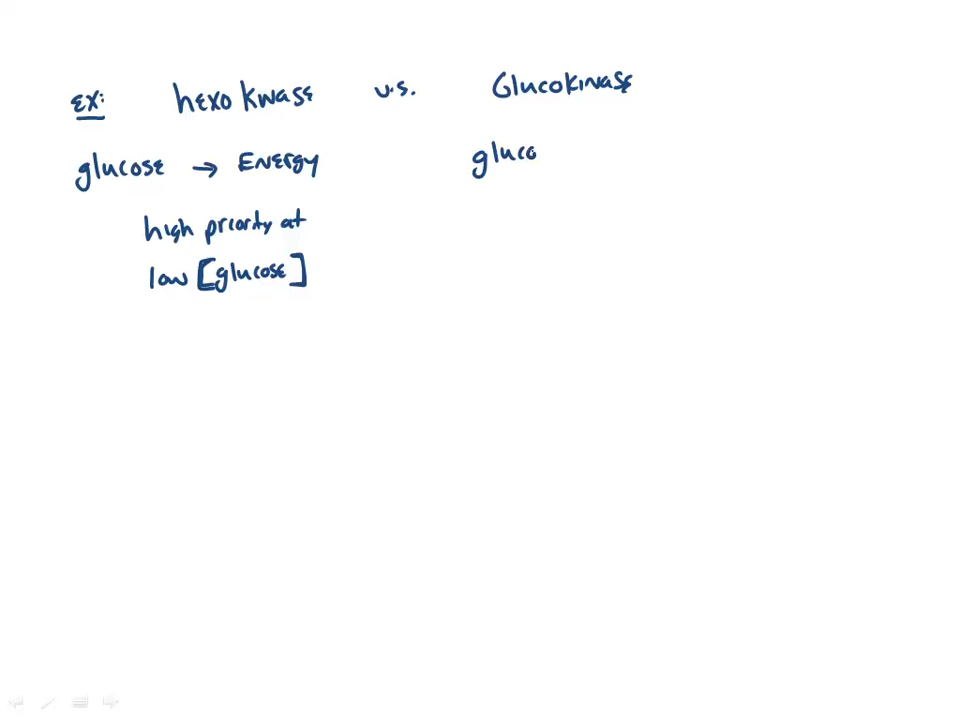 Ex: hexokinase v.s. Glucokinase
glucose → Energy gluco
high priority at
low [glucose]